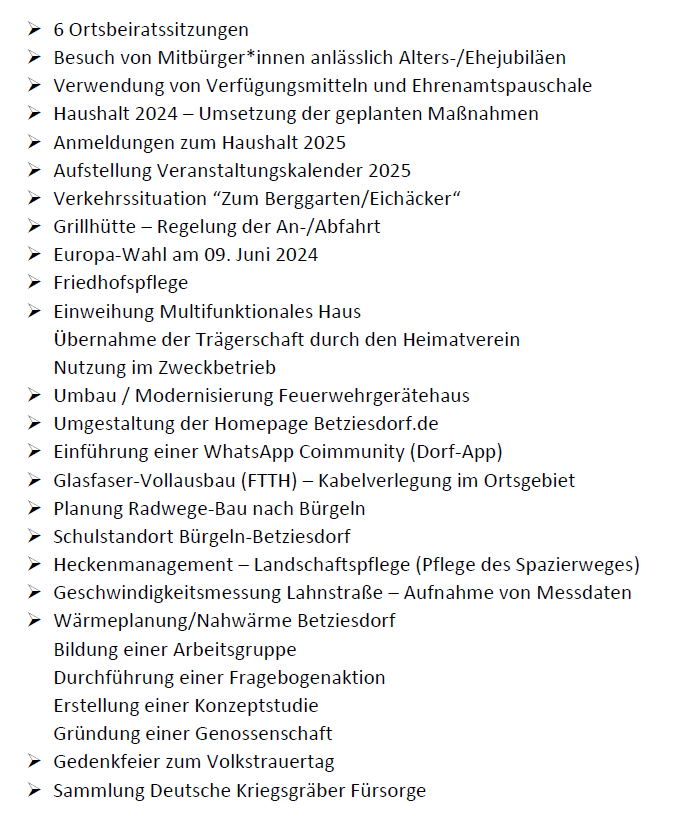 ➢ 6 Ortsbeiratssitzungen
➢ Besuch von Mitbürger*innen anlässlich Alters-/Ehejubiläen
➢ Verwendung von Verfügungsmitteln und Ehrenamtspauschale
➢ Haushalt 2024 – Umsetzung der geplanten Maßnahmen
➢ Anmeldungen zum Haushalt 2025
➢ Aufstellung Veranstaltungskalender 2025
➢ Verkehrssituation “Zum Berggarten/Eichäcker“
➢ Grillhütte – Regelung der An-/Abfahrt
➢ Europa-Wahl am 09. Juni 2024
➢ Friedhofspflege
➢ Einweihung Multifunktionales Haus
Übernahme der Trägerschaft durch den Heimatverein
Nutzung im Zweckbetrieb
➢ Umbau / Modernisierung Feuerwehrgerätehaus
➢ Umgestaltung der Homepage Betziesdorf.de
➢ Einführung einer WhatsApp Coimmunity (Dorf-App)
➢ Glasfaser-Vollausbau (FTTH) – Kabelverlegung im Ortsgebiet
➢ Planung Radwege-Bau nach Bürgeln
➢ Schulstandort Bürgeln-Betziesdorf
➢ Heckenmanagement – Landschaftspflege (Pflege des Spazierweges)
➢ Geschwindigkeitsmessung Lahnstraße – Aufnahme von Messdaten
➢ Wärmeplanung/Nahwärme Betziesdorf
Bildung einer Arbeitsgruppe
Durchführung einer Fragebogenaktion
Erstellung einer Konzeptstudie
Gründung einer Genossenschaft
➢ Gedenkfeier zum Volkstrauertag
➢ Sammlung Deutsche Kriegsgräber Fürsorge